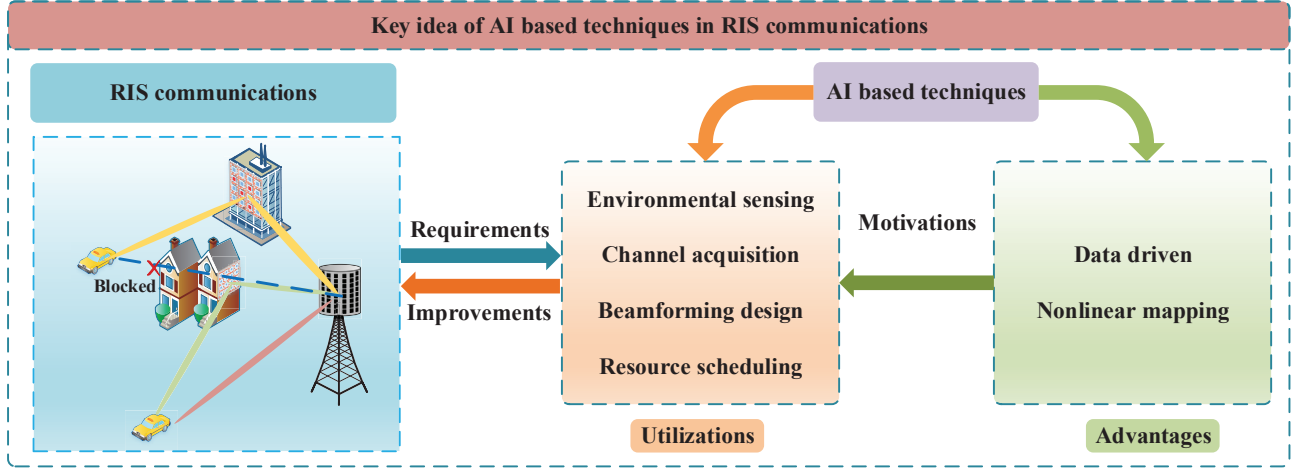 Key idea of AI based techniques in RIS communications
RIS communications
AI based techniques
Blocked
Requirements
Improvements
Environmental sensing
Channel acquisition
Beamforming design
Resource scheduling
Utilizations
Motivations
Data driven
Nonlinear mapping
Advantages